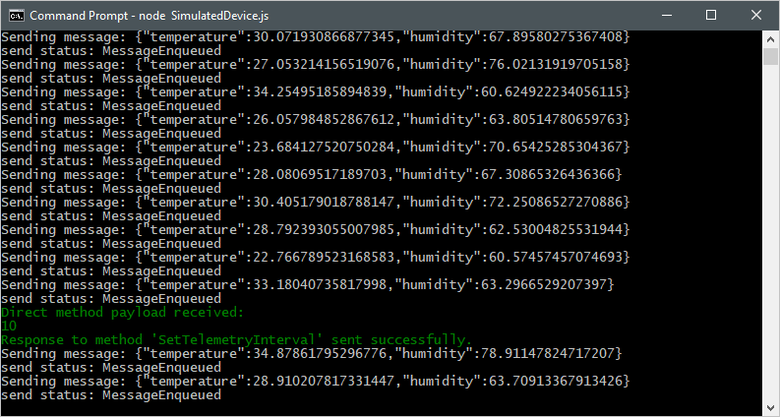 Command Prompt - node  SimulatedDevice.js
Sending message: {"temperature":30.071930866877345,"humidity":67.89580275367408}
send status: MessageEnqueued
Sending message: {"temperature":27.053214156519076,"humidity":76.02131919705158}
send status: MessageEnqueued
Sending message: {"temperature":34.25495185894839,"humidity":60.624922234056115}
send status: MessageEnqueued
Sending message: {"temperature":26.057984852867612,"humidity":63.80514780659763}
send status: MessageEnqueued
Sending message: {"temperature":23.684127520750284,"humidity":70.65425285304367}
send status: MessageEnqueued
Sending message: {"temperature":28.08069517189703,"humidity":67.30865326436366}
send status: MessageEnqueued
Sending message: {"temperature":30.405179018788147,"humidity":72.25086527270886}
send status: MessageEnqueued
Sending message: {"temperature":28.792393055007985,"humidity":62.53004825531944}
send status: MessageEnqueued
Sending message: {"temperature":22.766789523168583,"humidity":60.57457457074693}
send status: MessageEnqueued
Sending message: {"temperature":33.18040735817998,"humidity":63.2966529207397}
send status: MessageEnqueued
Direct method payload received:
10
Response to method 'SetTelemetryInterval' sent successfully.
Sending message: {"temperature":34.87861795296776,"humidity":78.91147824717207}
send status: MessageEnqueued
Sending message: {"temperature":28.910207817331447,"humidity":63.70913367913426}
send status: MessageEnqueued